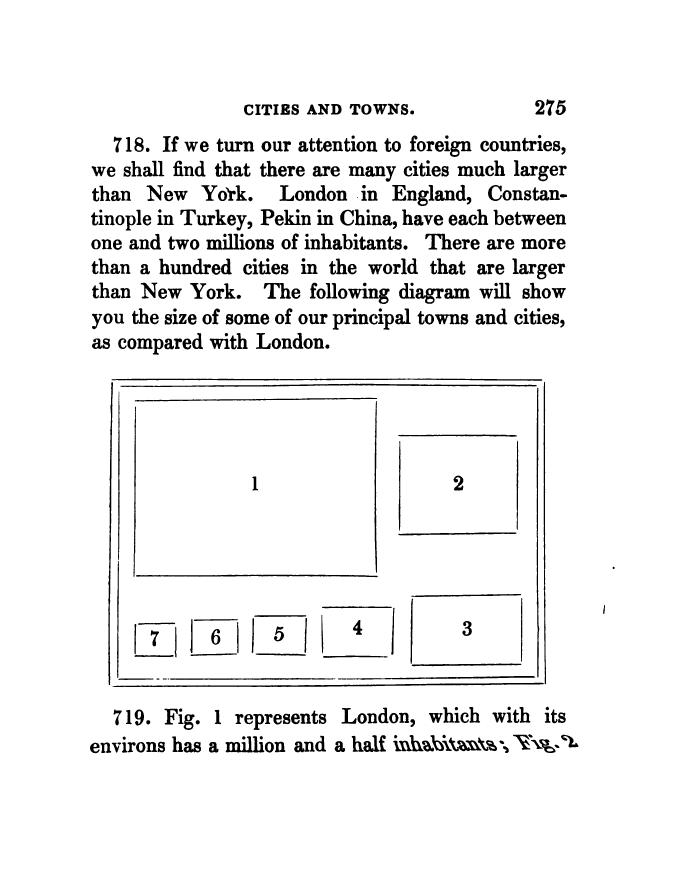 CITIES AND TOWNS. 275
718. If we turn our attention to foreign countries,
we shall find that there are many cities much larger
than New York. London in England, Constan-
tinople in Turkey, Pekin in China, have each between
one and two millions of inhabitants. There are more
than a hundred cities in the world that are larger
than New York. The following diagram will show
you the size of some of our principal towns and cities,
as compared with London.
1
2
7 6 5 4 3
719. Fig. 1 represents London, which with its
environs has a million and a half inhabitants; Fig. 2